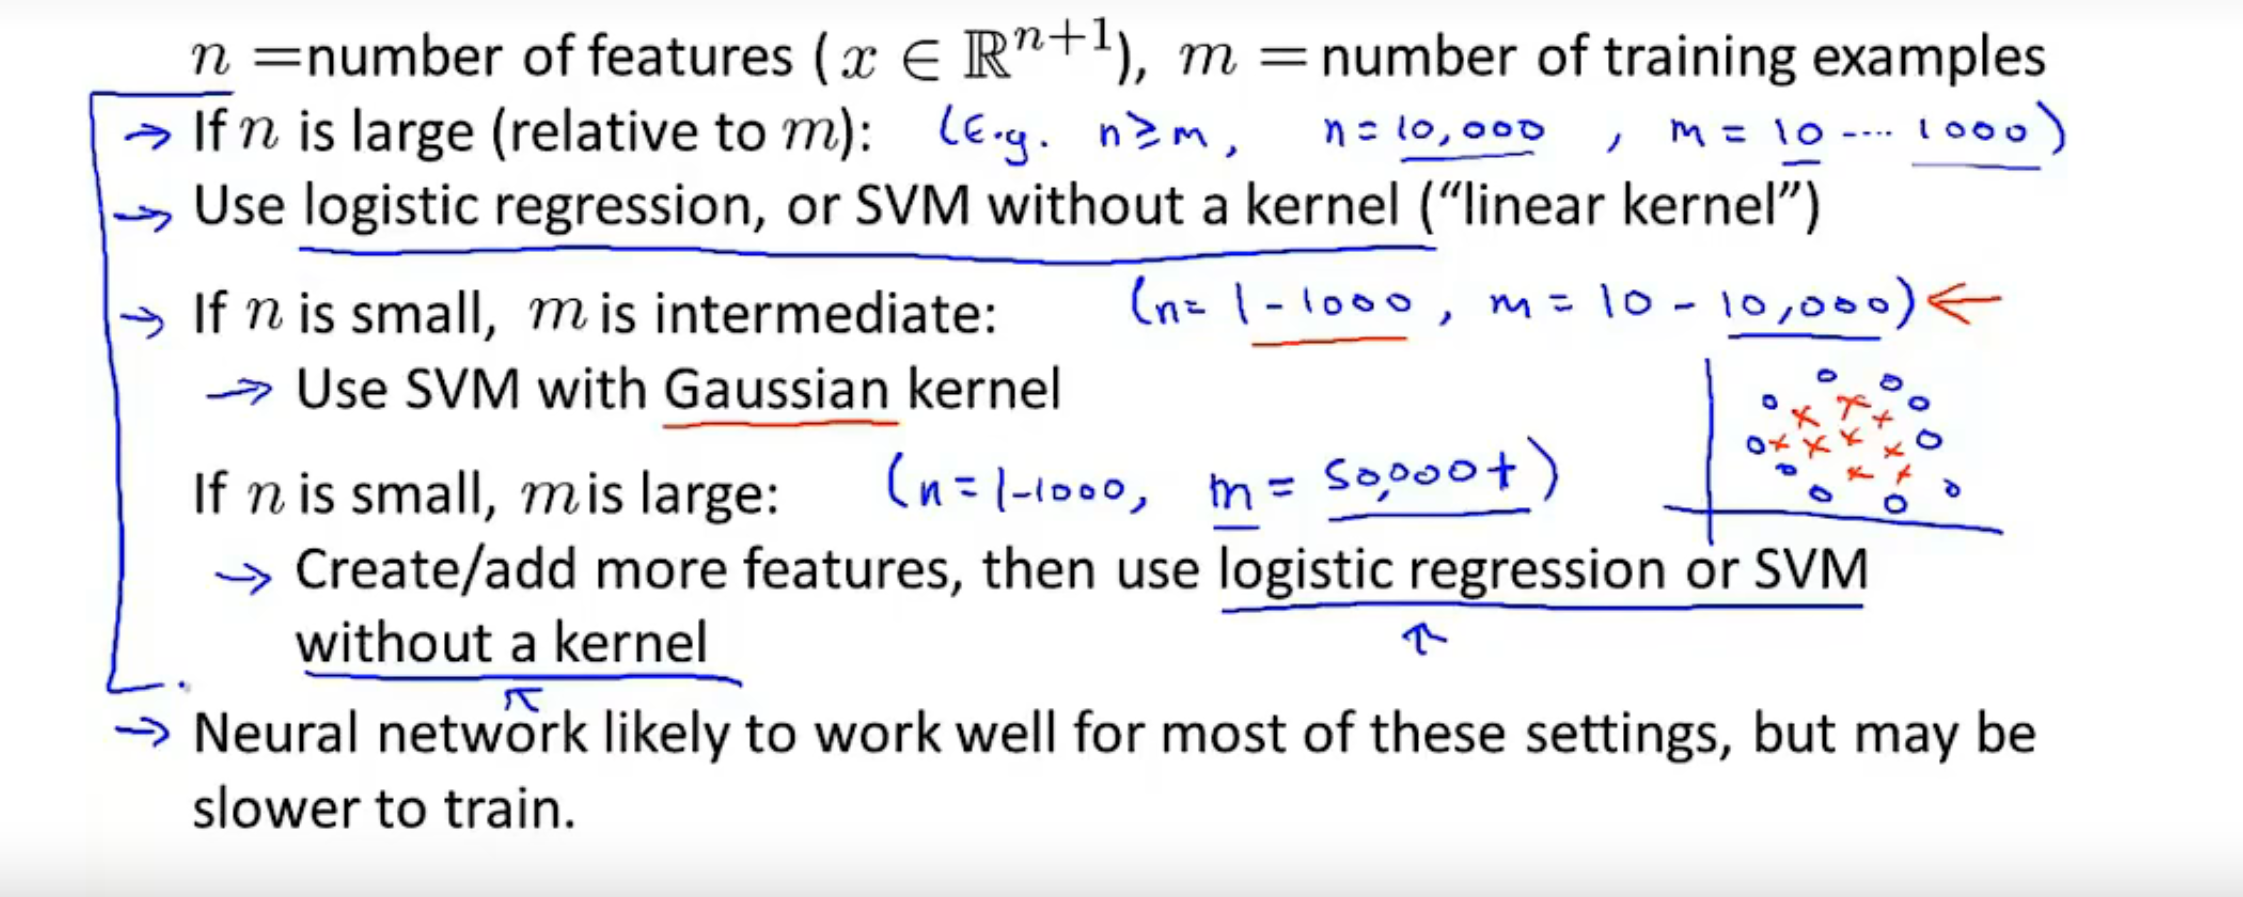 n =number of features ( x ∈ ℝⁿ⁺¹), m = number of training examples
If n is large (relative to m): (E.g. n ≥ m, n = 10,000 , m = 10 .... 1000)
Use logistic regression, or SVM without a kernel (“linear kernel”)
If n is small, m is intermediate: (n= 1 - 1000 , m = 10 - 10,000)
Use SVM with Gaussian kernel
If n is small, m is large: (n = 1-1000, m = 50,000+)
Create/add more features, then use logistic regression or SVM
without a kernel
Neural network likely to work well for most of these settings, but may be
slower to train.